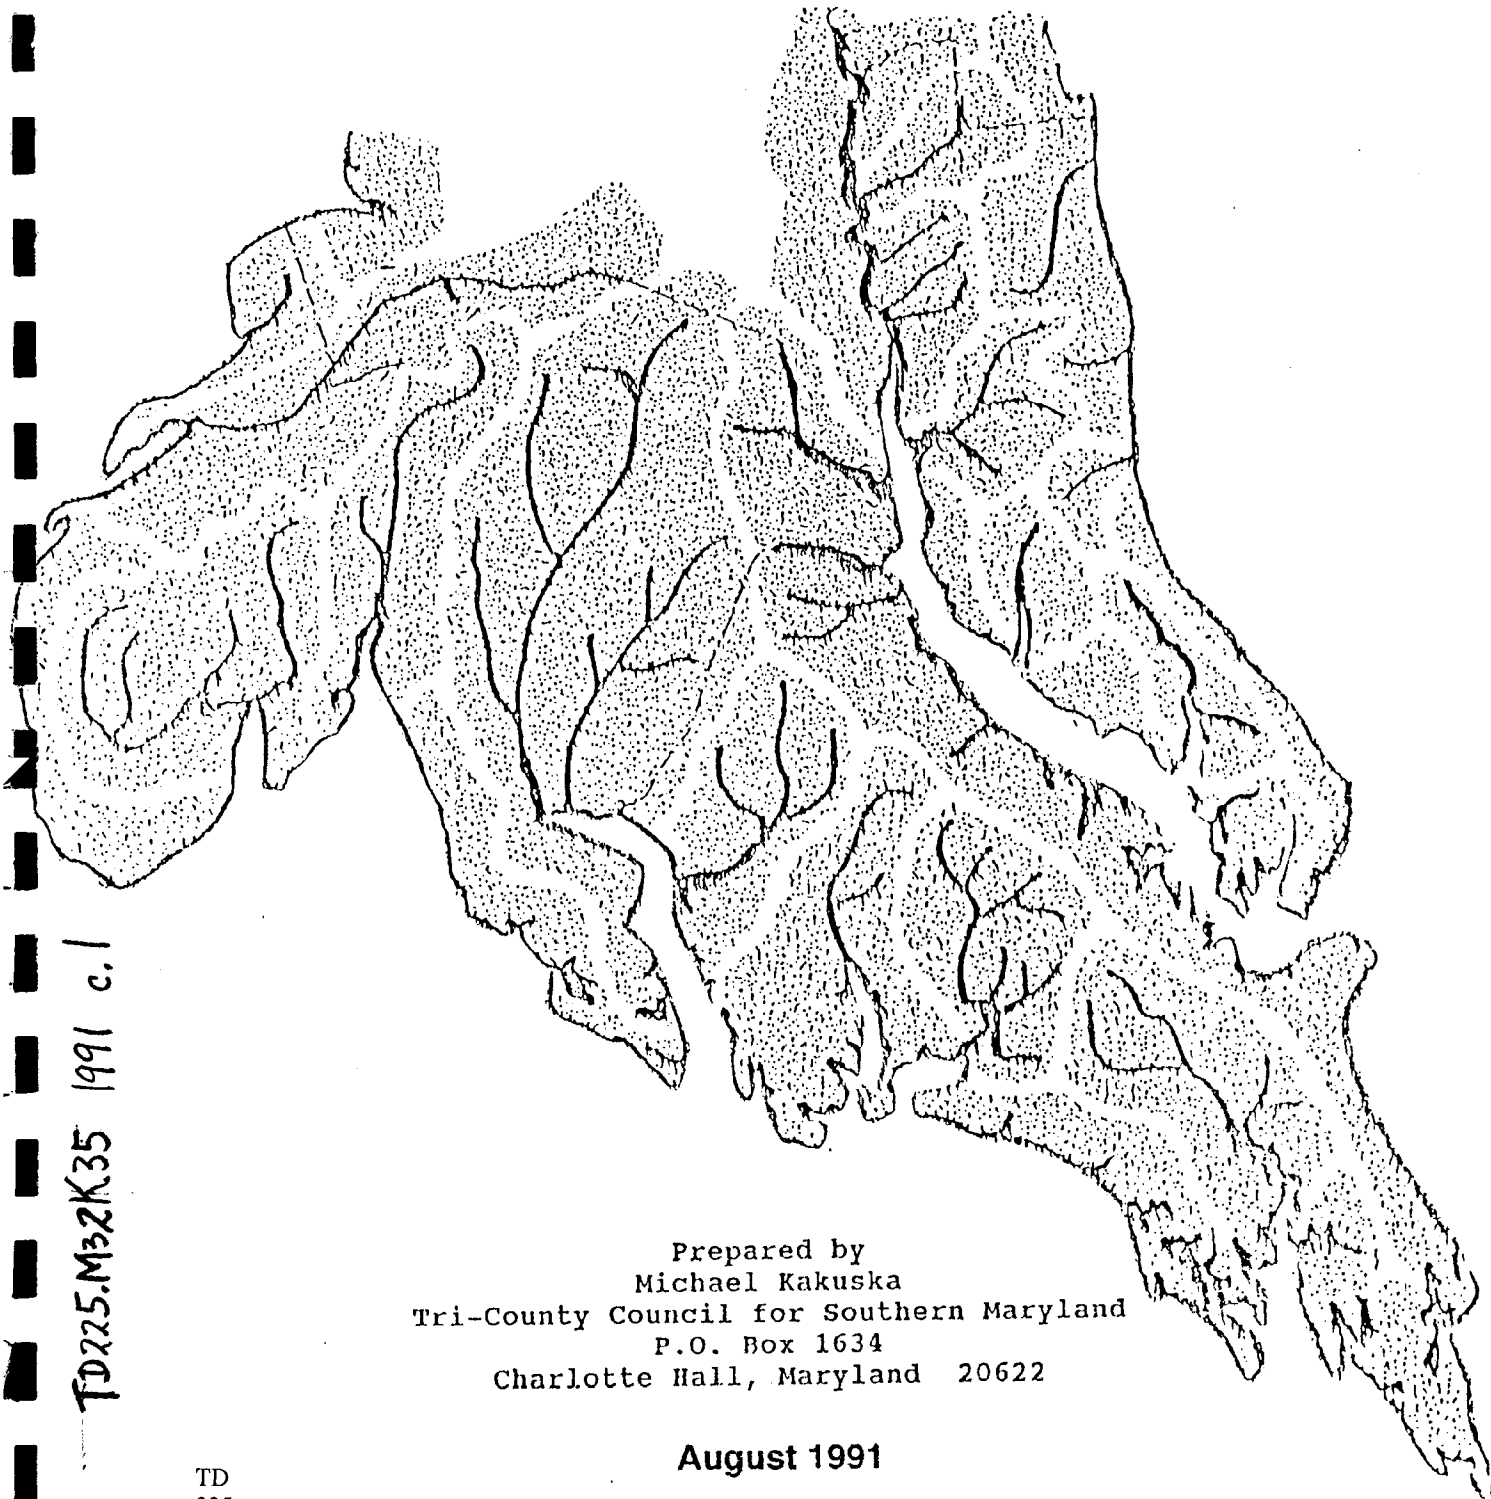 TD225.M32K35 1991 c.1
Prepared by
Michael Kakuska
Tri-County Council for Southern Maryland
P.O. Box 1634
Charlotte Hall, Maryland 20622
August 1991
TD